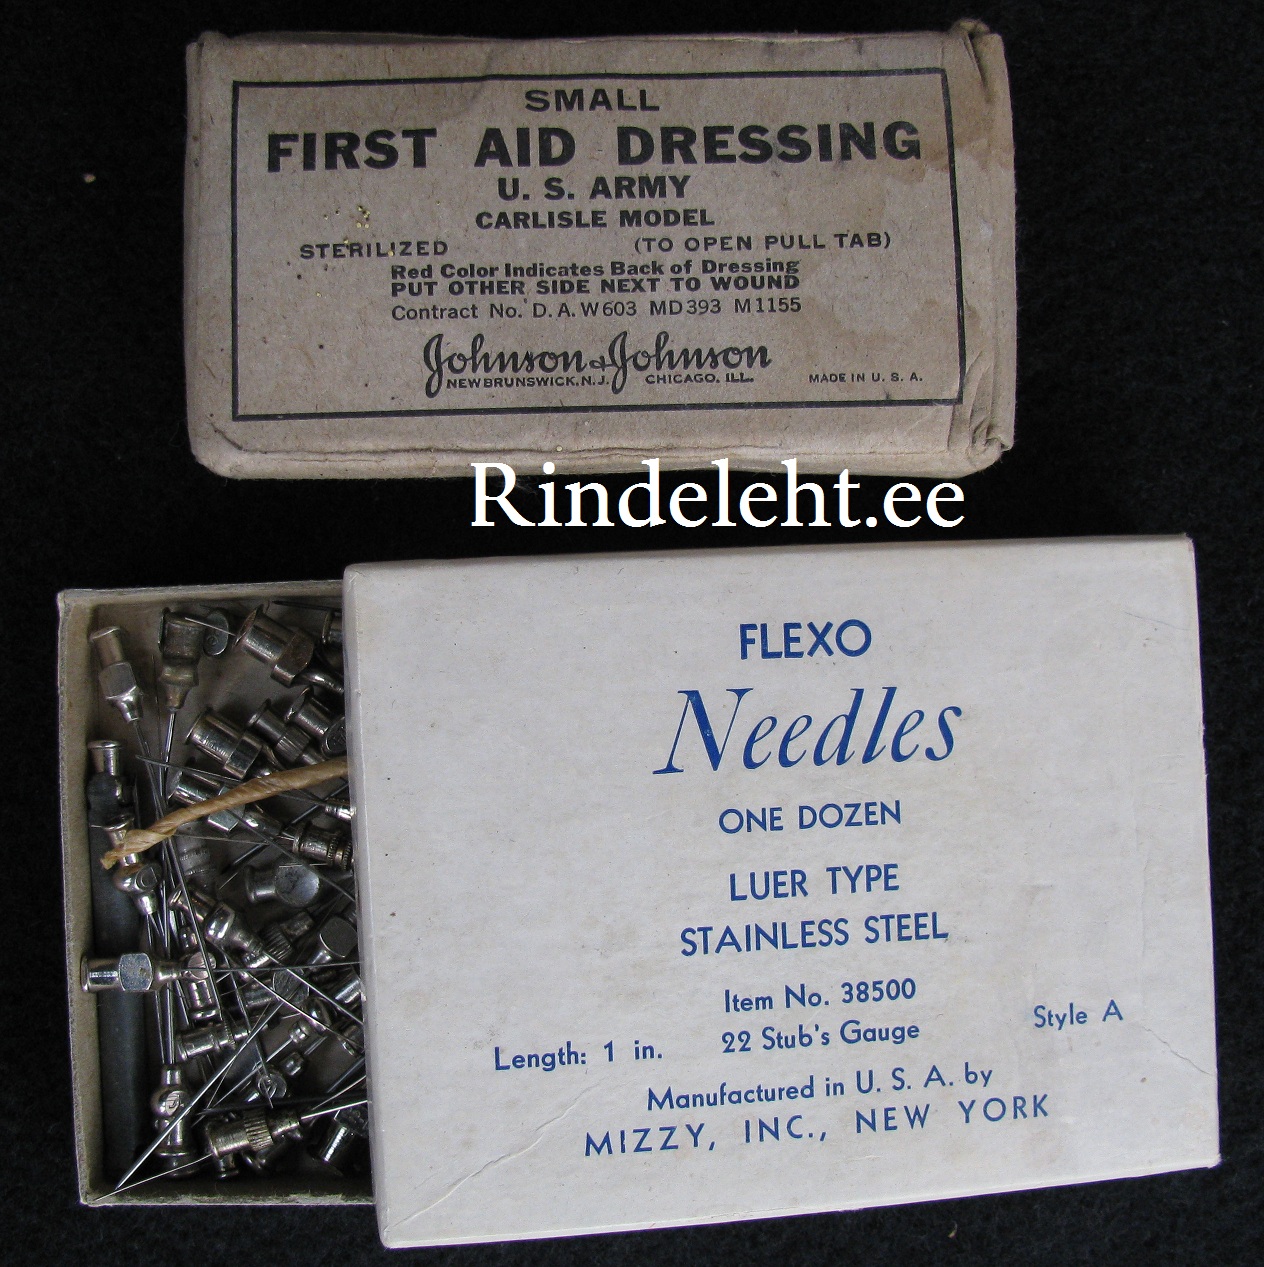 SMALL
FIRST AID DRESSING
U. S. ARMY
CARLISLE MODEL
STERILIZED (TO OPEN PULL TAB)
Red Color Indicates Back of Dressing
PUT OTHER SIDE NEXT TO WOUND
Contract No. D. A. W603 MD393 M1155
Johnson & Johnson
NEW BRUNSWICK, N. J. CHICAGO, ILL. MADE IN U. S. A.
Rindeleht.ee
FLEXO
Needles
ONE DOZEN
LUER TYPE
STAINLESS STEEL
Item No. 38500
Length: 1 in. 22 Stub's Gauge Style A
Manufactured in U. S. A. by
MIZZY, INC., NEW YORK